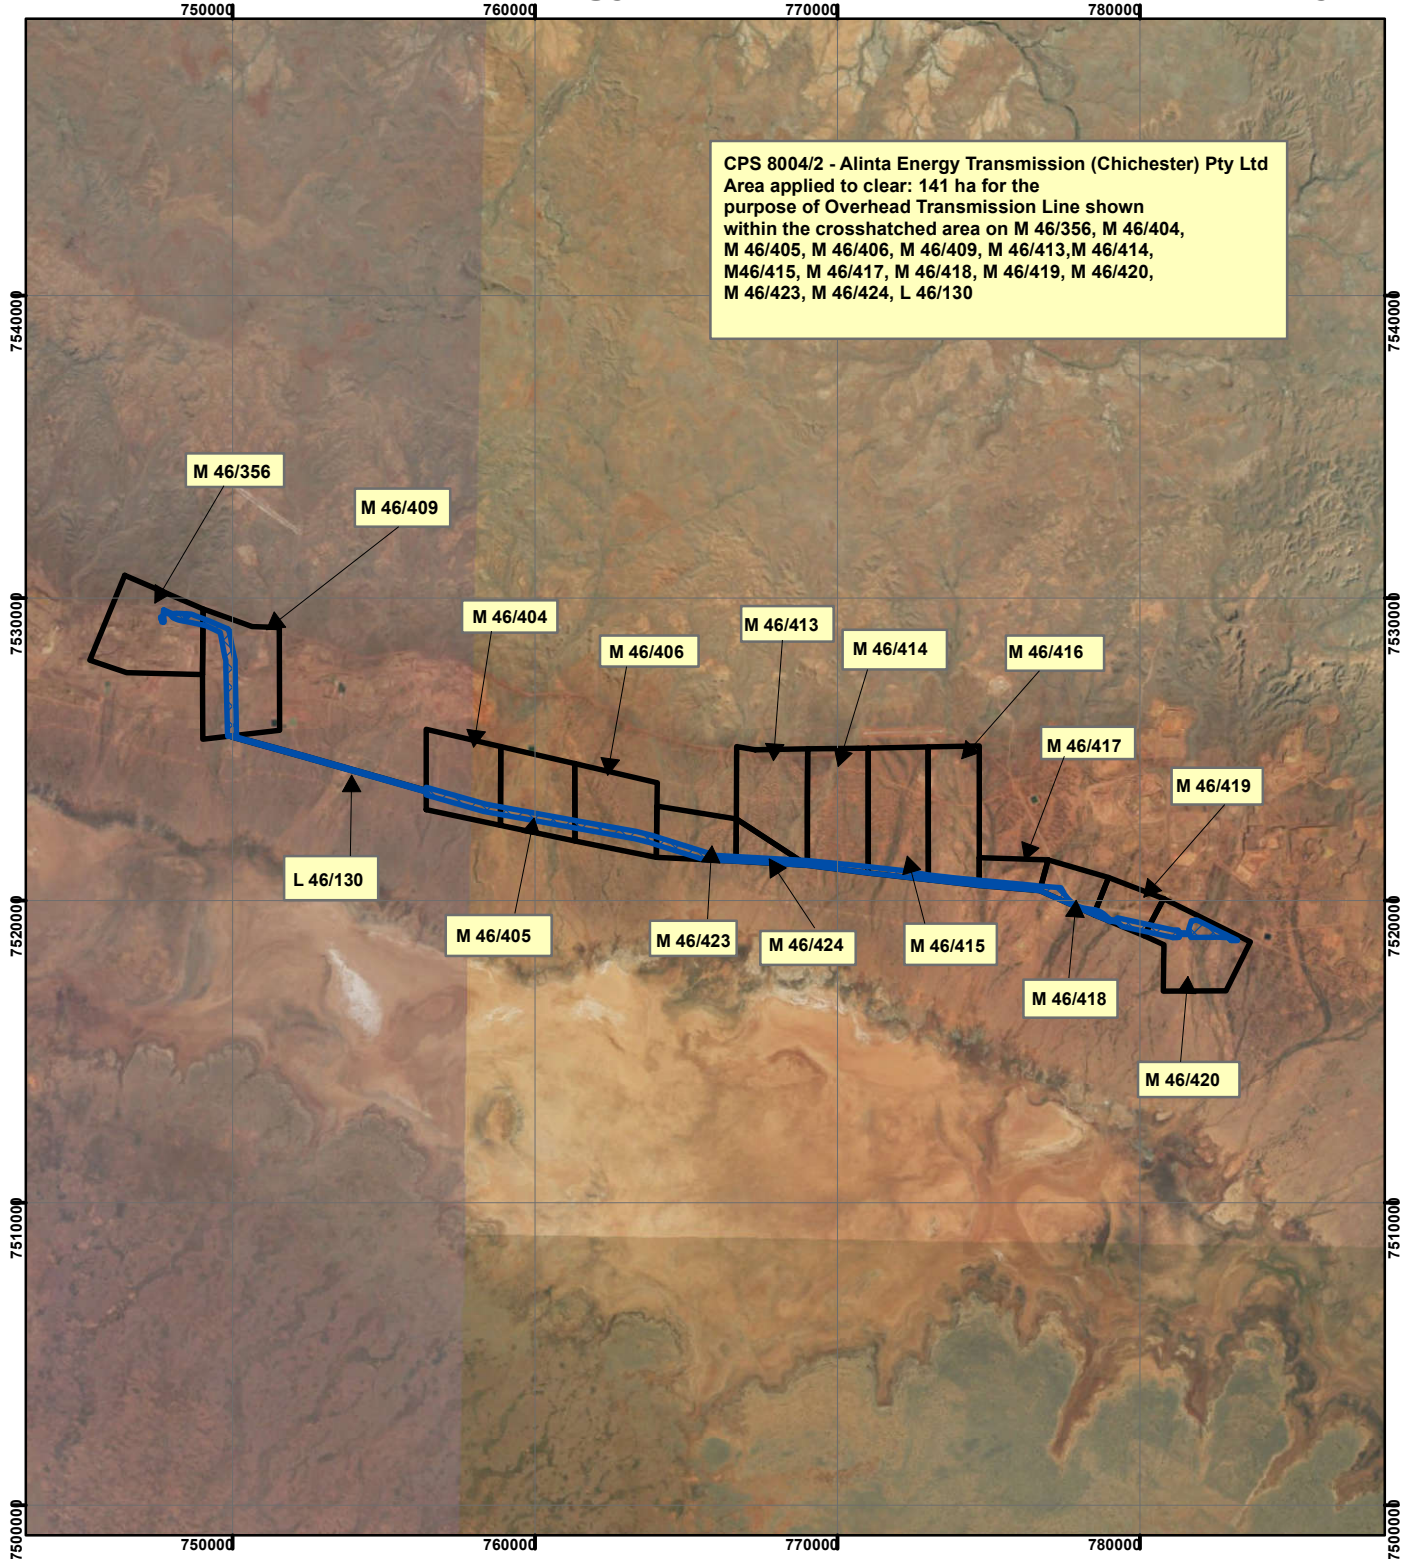 750000 760000 770000 780000
CPS 8004/2 - Alinta Energy Transmission (Chichester) Pty Ltd
Area applied to clear: 141 ha for the
purpose of Overhead Transmission Line shown
within the crosshatched area on M 46/356, M 46/404,
M 46/405, M 46/406, M 46/409, M 46/413,M 46/414,
M46/415, M 46/417, M 46/418, M 46/419, M 46/420,
M 46/423, M 46/424, L 46/130
7540000 7540000
M 46/356
M 46/409
7530000 7530000
M 46/404
M 46/413
M 46/406
M 46/414
M 46/416
M 46/417
M 46/419
L 46/130
7520000 7520000
M 46/405
M 46/423
M 46/424
M 46/415
M 46/418
M 46/420
7510000 7510000
7500000 7500000
750000 760000 770000 780000